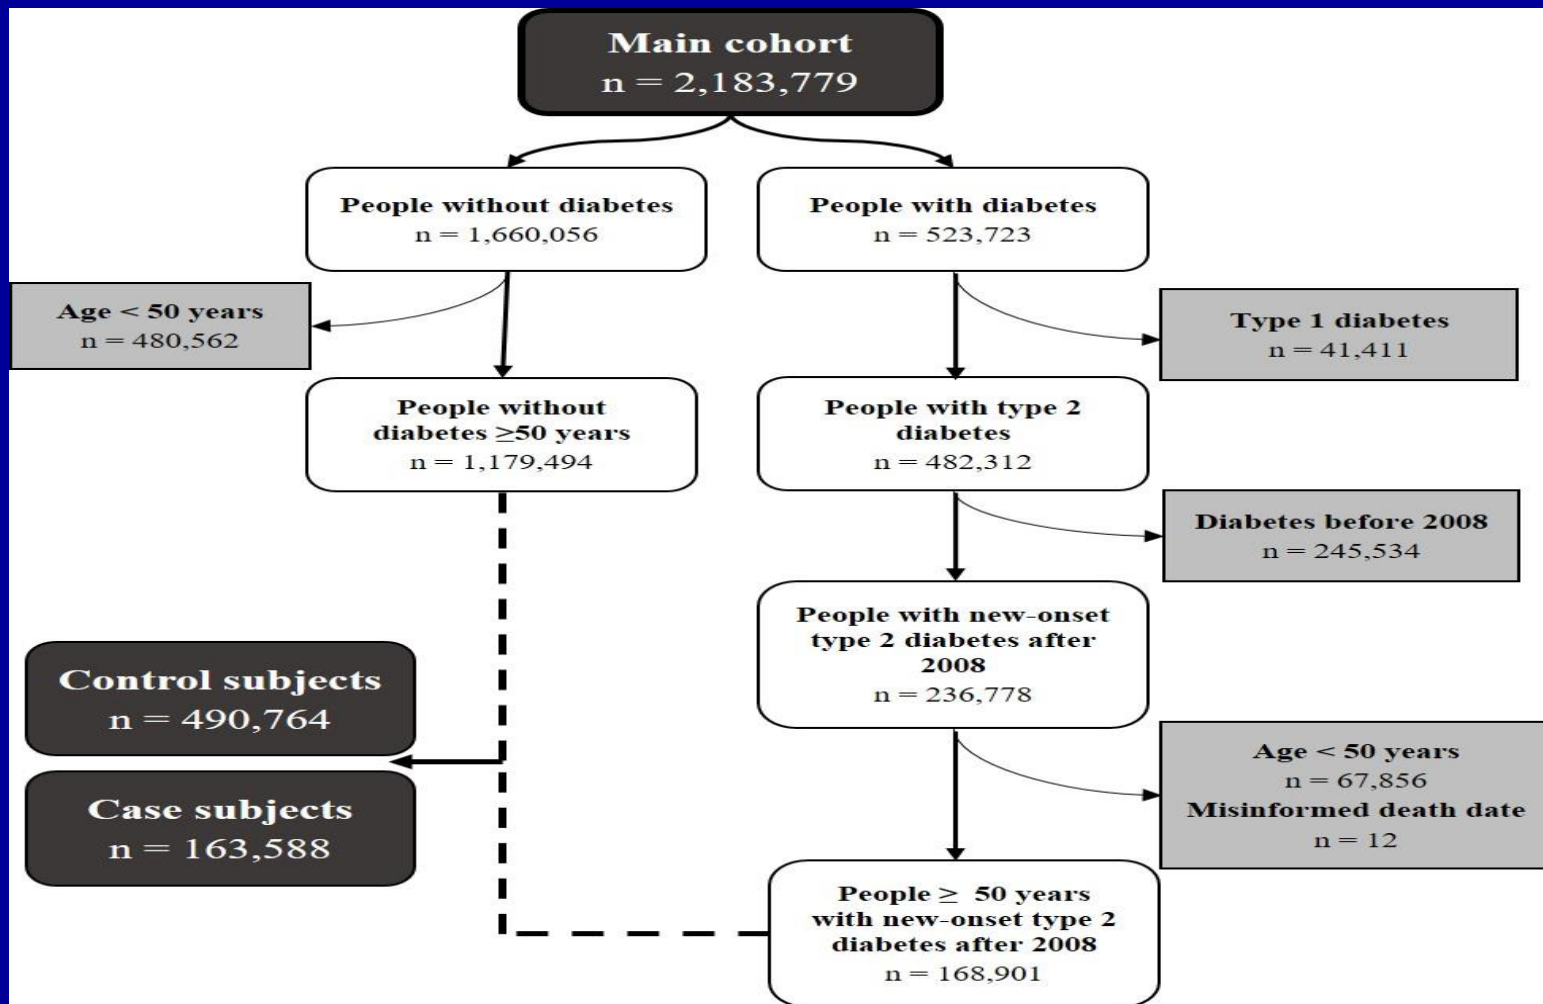 Main cohort
n = 2,183,779
People without diabetes
n = 1,660,056
People with diabetes
n = 523,723
Age < 50 years
n = 480,562
Type 1 diabetes
n = 41,411
People without
diabetes ≥50 years
n = 1,179,494
People with type 2
diabetes
n = 482,312
Diabetes before 2008
n = 245,534
People with new-onset
type 2 diabetes after
2008
n = 236,778
Control subjects
n = 490,764
Case subjects
n = 163,588
Age < 50 years
n = 67,856
Misinformed death date
n = 12
People ≥ 50 years
with new-onset type 2
diabetes after 2008
n = 168,901